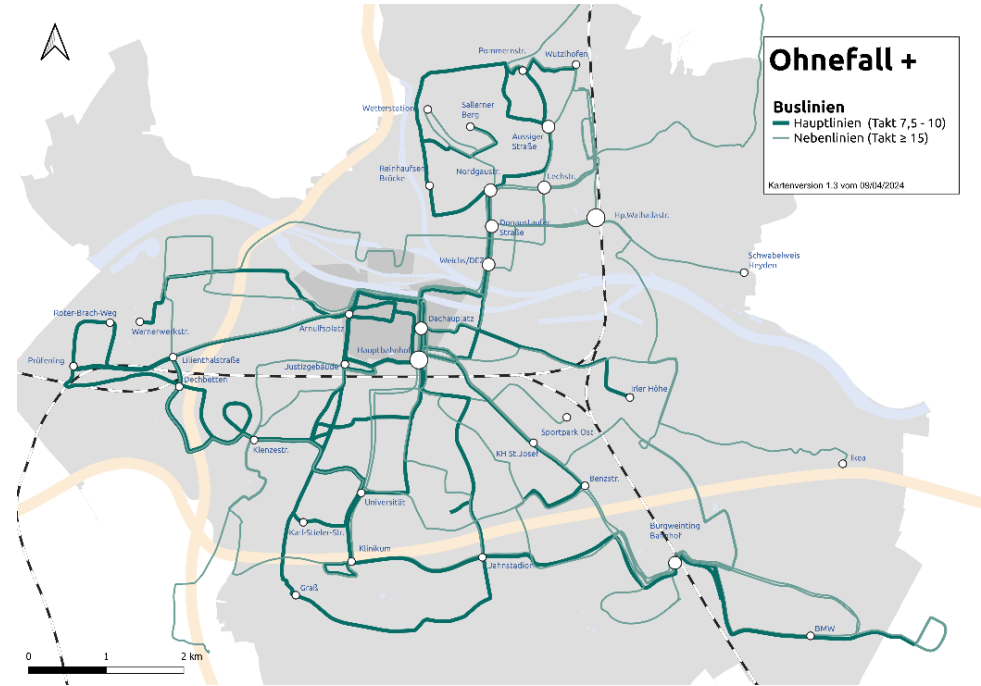 Ohnefall +
Buslinien
Hauptlinien (Takt 7,5 - 10)
Nebenlinien (Takt ≥ 15)
Kartenversion 1.3 vom 09/04/2024
Pommernstr.
Wutzlhofen
Wetterstation
Sallerner
Berg
Aussiger
Straße
Reinhausen
Brücke
Nordgaustr.
Lechstr.
Donaustaufer
Straße
Hp.Walhallastr.
Weichs/DEZ
Schwabelweis
Heyden
Roter-Brach-Weg
Wernerwerkstr.
Arnulfsplatz
Dachauplatz
Prüfening
Lilienthalstraße
Hauptbahnhof
Justizgebäude
Dechbetten
Irler Höhe
Sportpark Ost
Klenzestr.
KH St.Josef
Ikea
Benzstr.
Universität
Karl-Stieler-Str.
Burgweinting
Bahnhof
Klinikum
Jahnstadion
Graß
BMW
0 1 2 km